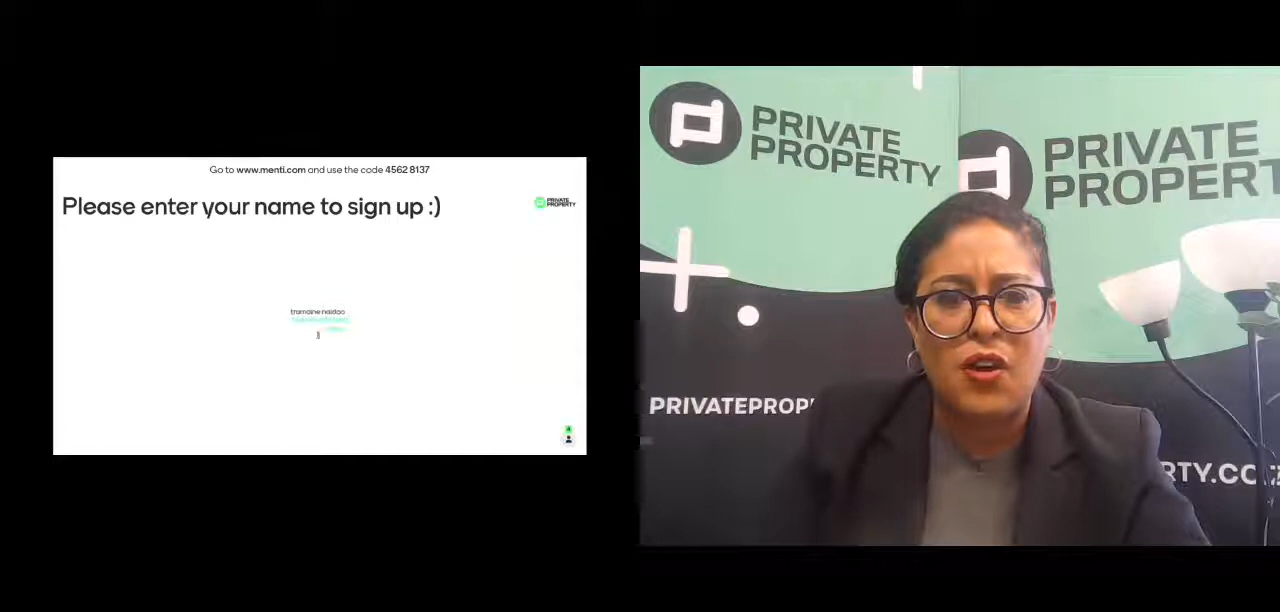 Go to www.menti.com and use the code 4562 8137
Please enter your name to sign up :)
PRIVATE
PROPERTY
tramaine naidoo
PRIVATE
PROPERTY
PRIVATE
PROPERT
PRIVATEPROP
RTY.CO.Z